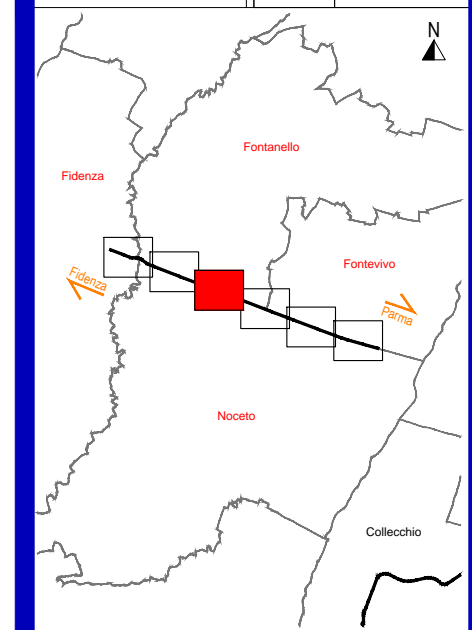 N
Fontanello
Fidenza
Fontevivo
Fidenza
Parma
Noceto
Collecchio